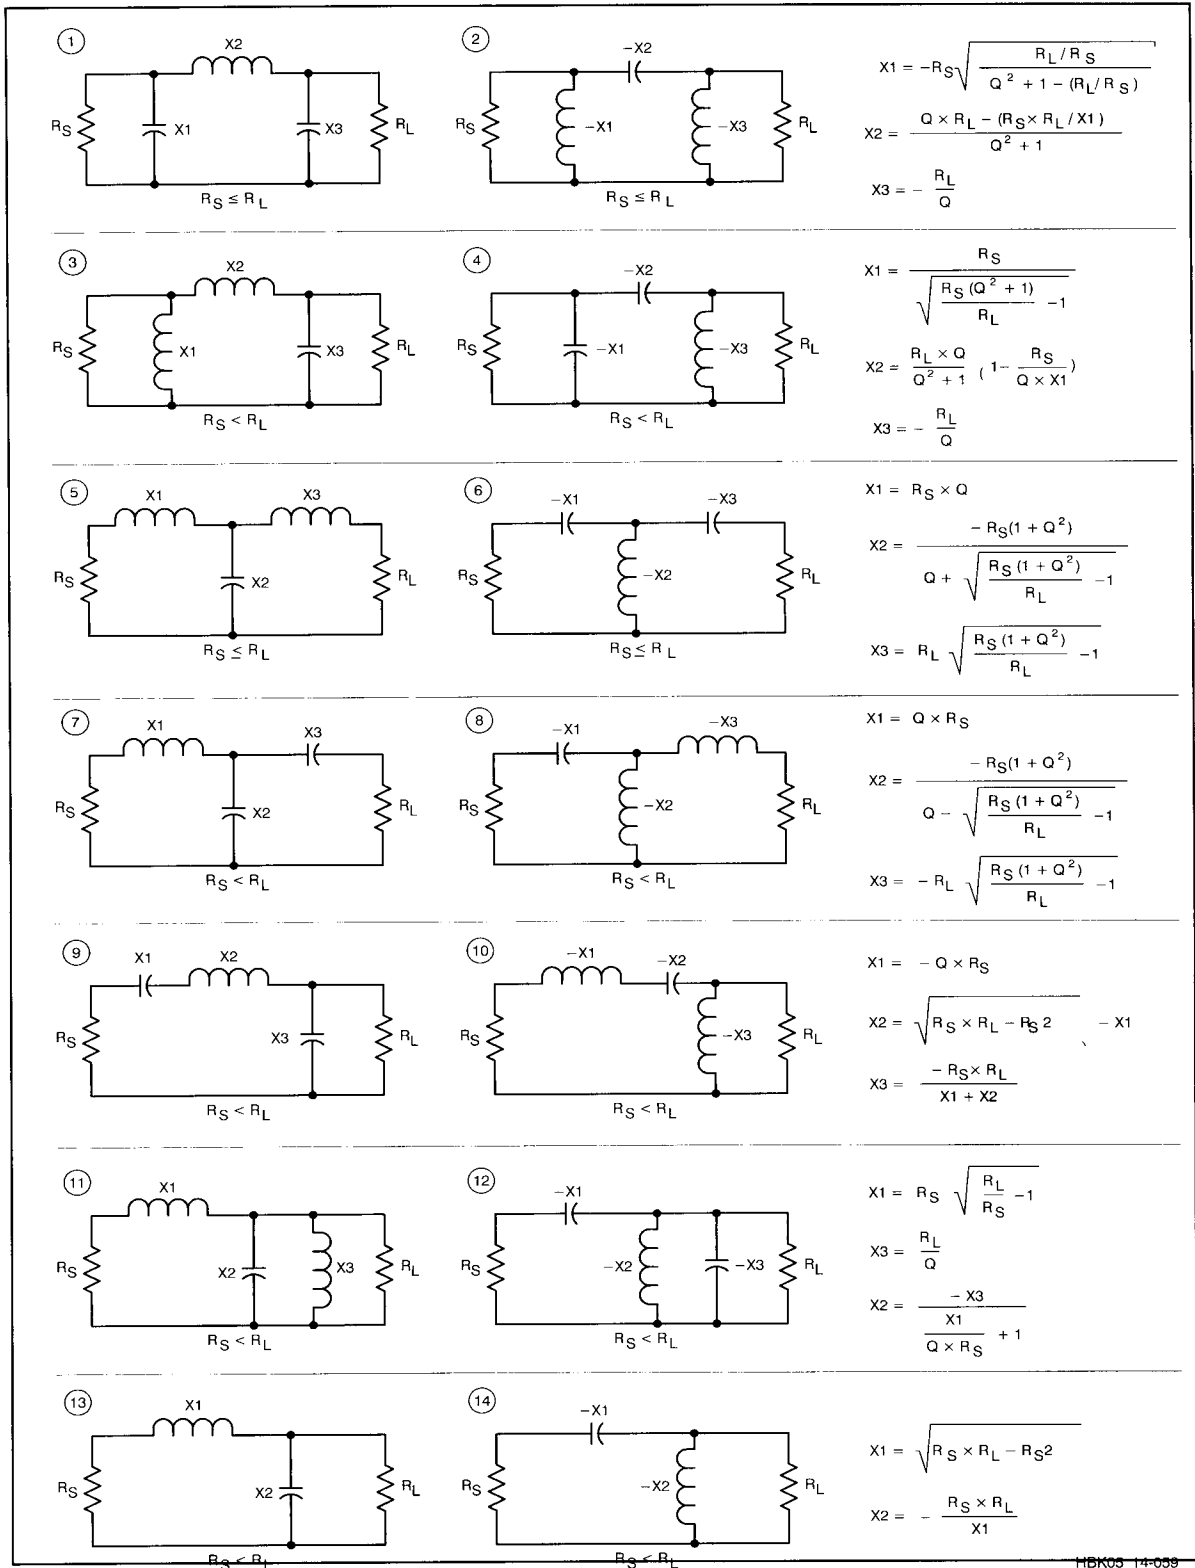 1
X2
RS
X1
X3
RL
RS ≤ RL
2
−X2
RS
−X1
−X3
RL
RS ≤ RL
X1 = −RS √( (RL/RS) / (Q² + 1 − (RL/RS)) )
X2 = (Q × RL − (RS × RL/X1)) / (Q² + 1)
X3 = − RL / Q
3
X2
RS
X1
X3
RL
RS < RL
4
−X2
RS
−X1
−X3
RL
RS < RL
X1 = RS / √( RS (Q² + 1) / RL −1 )
X2 = (RL × Q) / (Q² + 1) (1− RS / (Q × X1))
X3 = − RL / Q
5
X1
X3
RS
X2
RL
RS ≤ RL
6
−X1
−X3
RS
−X2
RL
RS ≤ RL
X1 = RS × Q
X2 = −RS(1 + Q²) / (Q + √( RS(1 + Q²) / RL −1 ))
X3 = RL √( RS(1 + Q²) / RL −1 )
7
X1
X3
RS
X2
RL
RS < RL
8
−X1
−X3
RS
−X2
RL
RS < RL
X1 = Q × RS
X2 = −RS(1 + Q²) / (Q − √( RS(1 + Q²) / RL −1 ))
X3 = −RL √( RS(1 + Q²) / RL −1 )
9
X1
X2
RS
X3
RL
RS < RL
10
−X1
−X2
RS
−X3
RL
RS < RL
X1 = −Q × RS
X2 = √( RS × RL − RS2 ) − X1
X3 = −RS × RL / (X1 + X2)
11
X1
RS
X2
X3
RL
RS < RL
12
−X1
RS
−X2
−X3
RL
RS < RL
X1 = RS √( RL / RS −1 )
X3 = RL / Q
X2 = −X3 / ( X1 / (Q × RS) + 1 )
13
X1
RS
X2
RL
RS < RL
14
−X1
RS
−X2
RL
RS < RL
X1 = √( RS × RL − RS2 )
X2 = − RS × RL / X1
HBK05_14-059